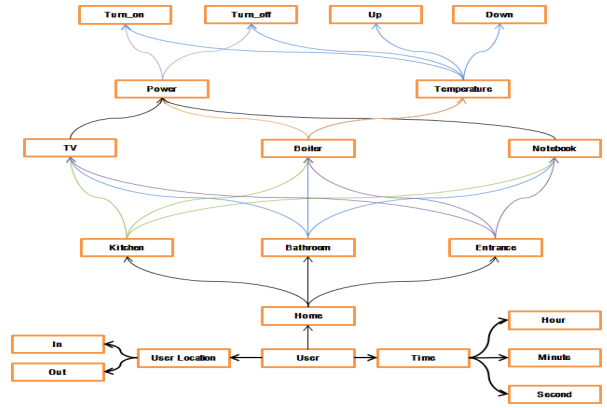 Turn_on
Turn_off
Up
Down
Power
Temperature
TV
Boiler
Notebook
Kitchen
Bathroom
Entrance
Home
Hour
In
User Location
User
Time
Minute
Out
Second